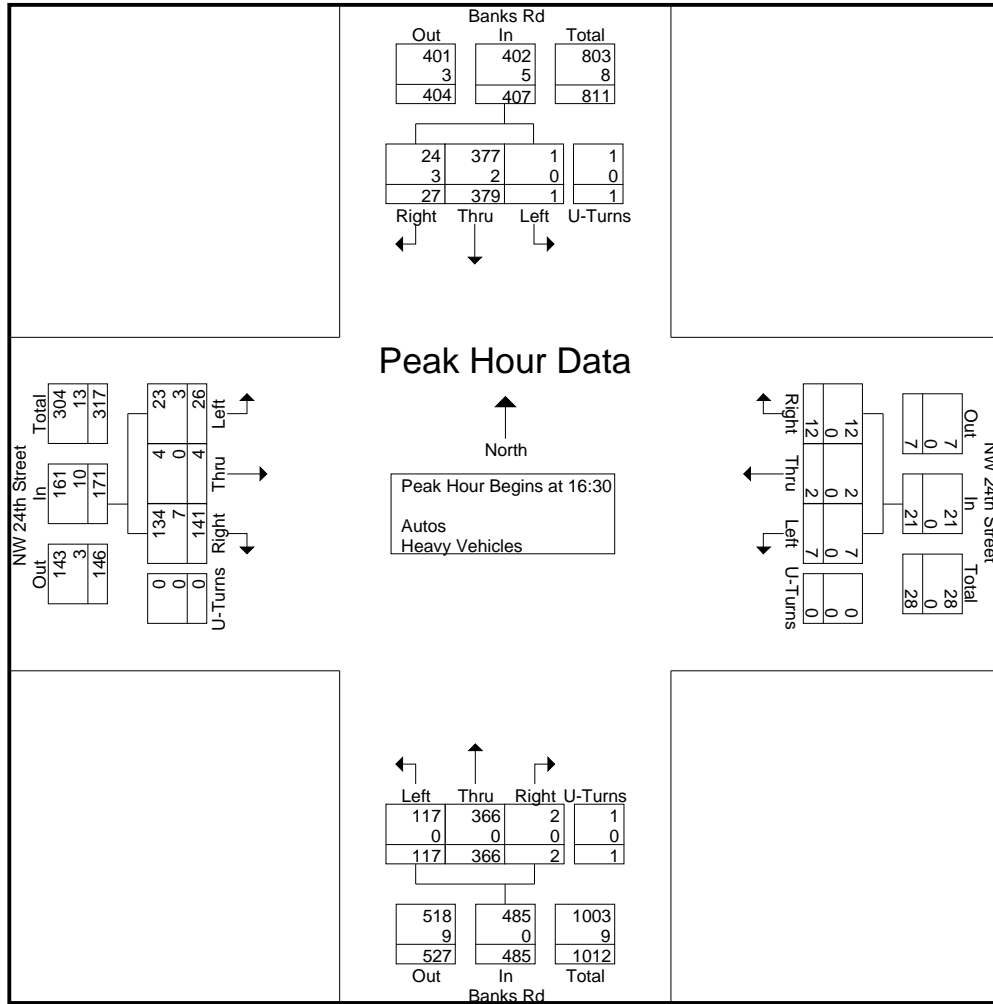 Banks Rd
Out In Total
401 402 803
3 5 8
404 407 811
24 377 1 1
3 2 0 0
27 379 1 1
Right Thru Left U-Turns
Peak Hour Data
North
Peak Hour Begins at 16:30
Autos
Heavy Vehicles
NW 24th Street
Total In Out
304 161 143
13 10 3
317 171 146
23 4 134 0
3 0 7 0
26 4 141 0
Left Thru Right U-Turns
Right Thru Left U-Turns
12 2 7 0
0 0 0 0
12 2 7 0
Out In Total
7 21 28
0 0 0
7 21 28
NW 24th Street
Left Thru Right U-Turns
117 366 2 1
0 0 0 0
117 366 2 1
518 485 1003
9 0 9
527 485 1012
Out In Total
Banks Rd